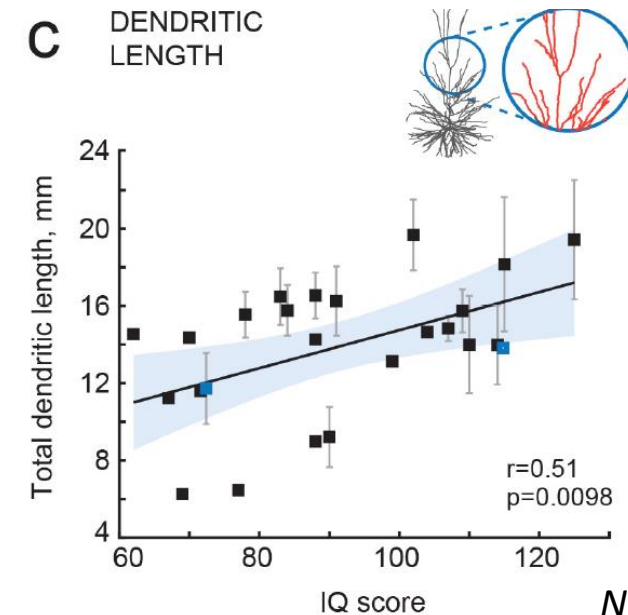 C
DENDRITIC
LENGTH
Total dendritic length, mm
24
20
16
12
8
4
r=0.51
p=0.0098
60 80 100 120
IQ score
N